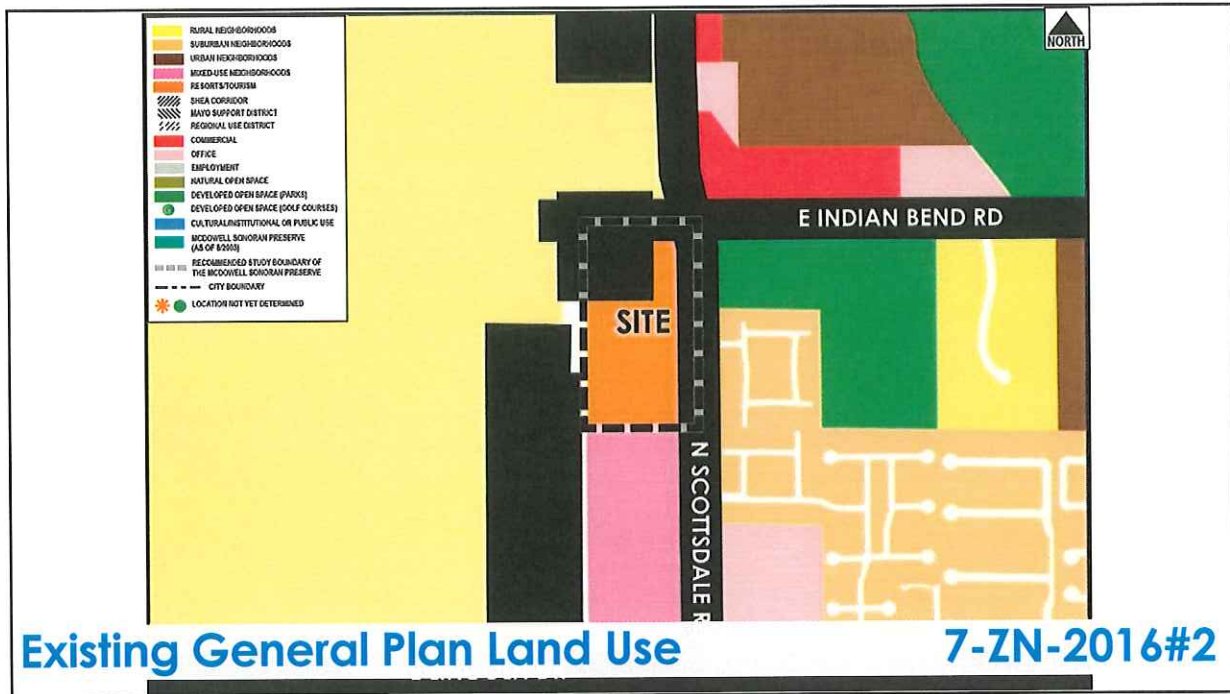 RURAL NEIGHBORHOODS
SUBURBAN NEIGHBORHOODS
URBAN NEIGHBORHOODS
MIXED-USE NEIGHBORHOODS
RESORTS/TOURISM
SHEA CORRIDOR
MAYO SUPPORT DISTRICT
REGIONAL USE DISTRICT
COMMERCIAL
OFFICE
EMPLOYMENT
NATURAL OPEN SPACE
DEVELOPED OPEN SPACE (PARKS)
DEVELOPED OPEN SPACE (GOLF COURSES)
CULTURAL/INSTITUTIONAL OR PUBLIC USE
MCDOWELL SONORAN PRESERVE
(AS OF 8/2003)
RECOMMENDED STUDY BOUNDARY OF
THE MCDOWELL SONORAN PRESERVE
CITY BOUNDARY
LOCATION NOT YET DETERMINED
NORTH
E INDIAN BEND RD
SITE
N SCOTTSDALE R
Existing General Plan Land Use
7-ZN-2016#2